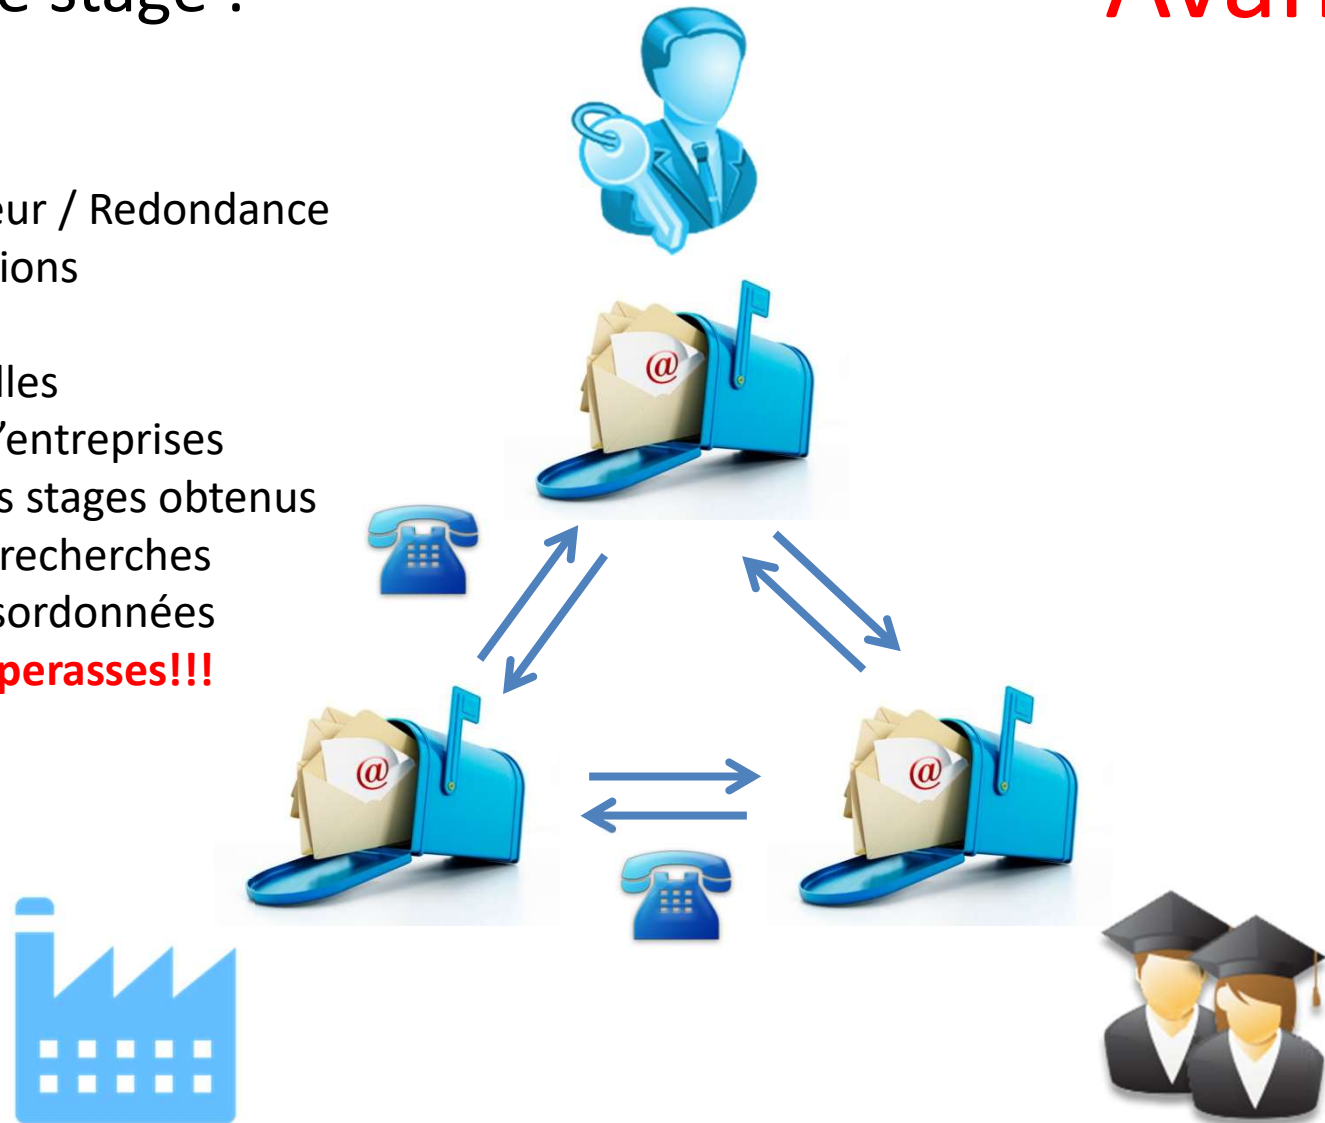 e stage :
Avan
eur / Redondance
ions
lles
'entreprises
s stages obtenus
recherches
sordonnées
perasses!!!
@
@
@